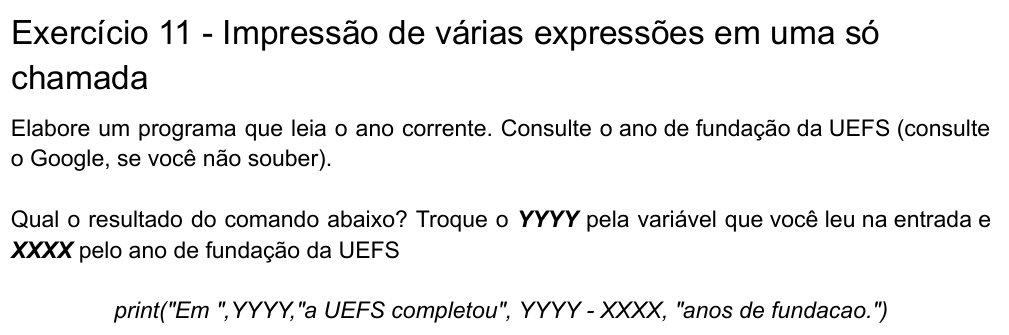 Exercício 11 - Impressão de várias expressões em uma só
chamada
Elabore um programa que leia o ano corrente. Consulte o ano de fundação da UEFS (consulte
o Google, se você não souber).
Qual o resultado do comando abaixo? Troque o YYYY pela variável que você leu na entrada e
XXXX pelo ano de fundação da UEFS
print("Em ",YYYY,"a UEFS completou", YYYY - XXXX, "anos de fundacao.")